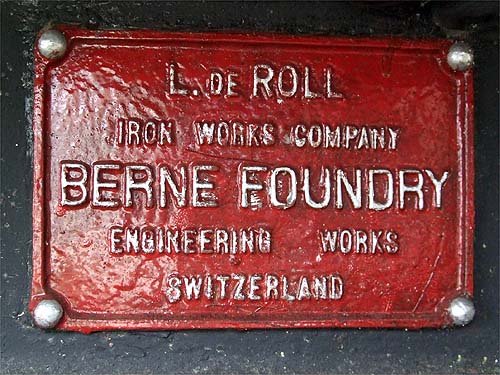 L. DE ROLL
IRON WORKS COMPANY
BERNE FOUNDRY
ENGINEERING WORKS
SWITZERLAND